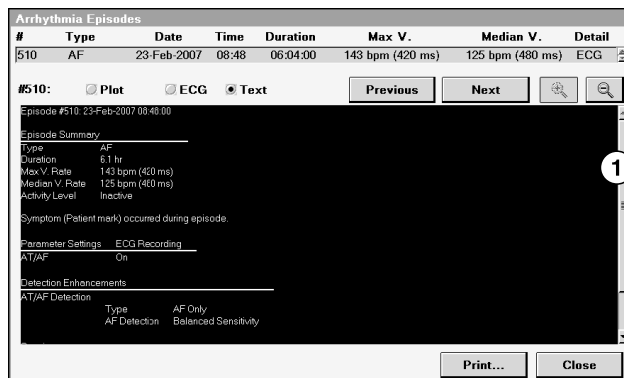 Arrhythmia Episodes
# Type Date Time Duration Max V. Median V. Detail
510 AF 23-Feb-2007 08:48 06:04:00 143 bpm (420 ms) 125 bpm (480 ms) ECG
#510: Plot ECG Text Previous Next
Episode #510: 23-Feb-2007 08:48:00
Episode Summary
Type AF
Duration 6.1 hr
Max V. Rate 143 bpm (420 ms)
Median V. Rate 125 bpm (480 ms)
Activity Level Inactive
1
Symptom (Patient mark) occurred during episode.
Parameter Settings ECG Recording
AT/AF On
Detection Enhancements
AT/AF Detection
Type AF Only
AF Detection Balanced Sensitivity
Print... Close